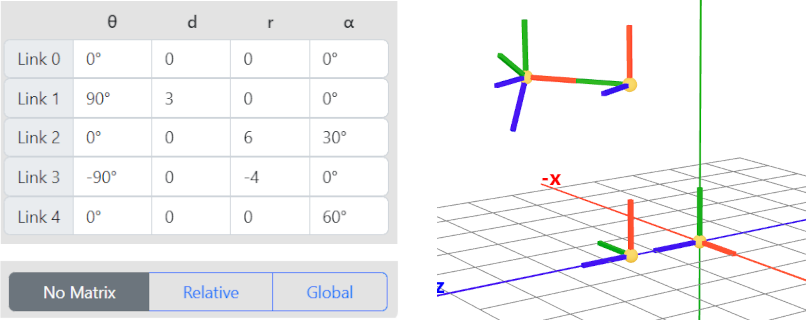 θ d r α
Link 0 0° 0 0 0°
Link 1 90° 3 0 0°
Link 2 0° 0 6 30°
Link 3 -90° 0 -4 0°
Link 4 0° 0 0 60°
No Matrix Relative Global
-X
Z